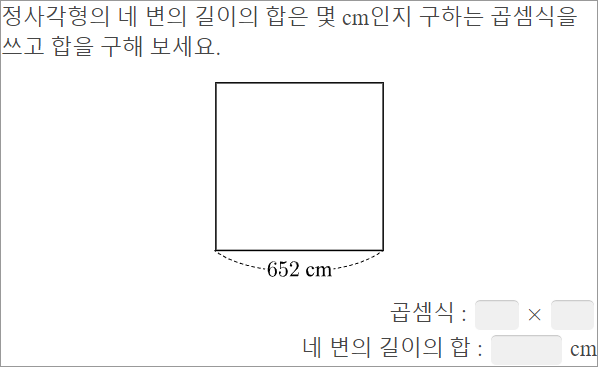 정사각형의 네 변의 길이의 합은 몇 cm인지 구하는 곱셈식을
쓰고 합을 구해 보세요.
652 cm
곱셈식 : ×
네 변의 길이의 합 : cm